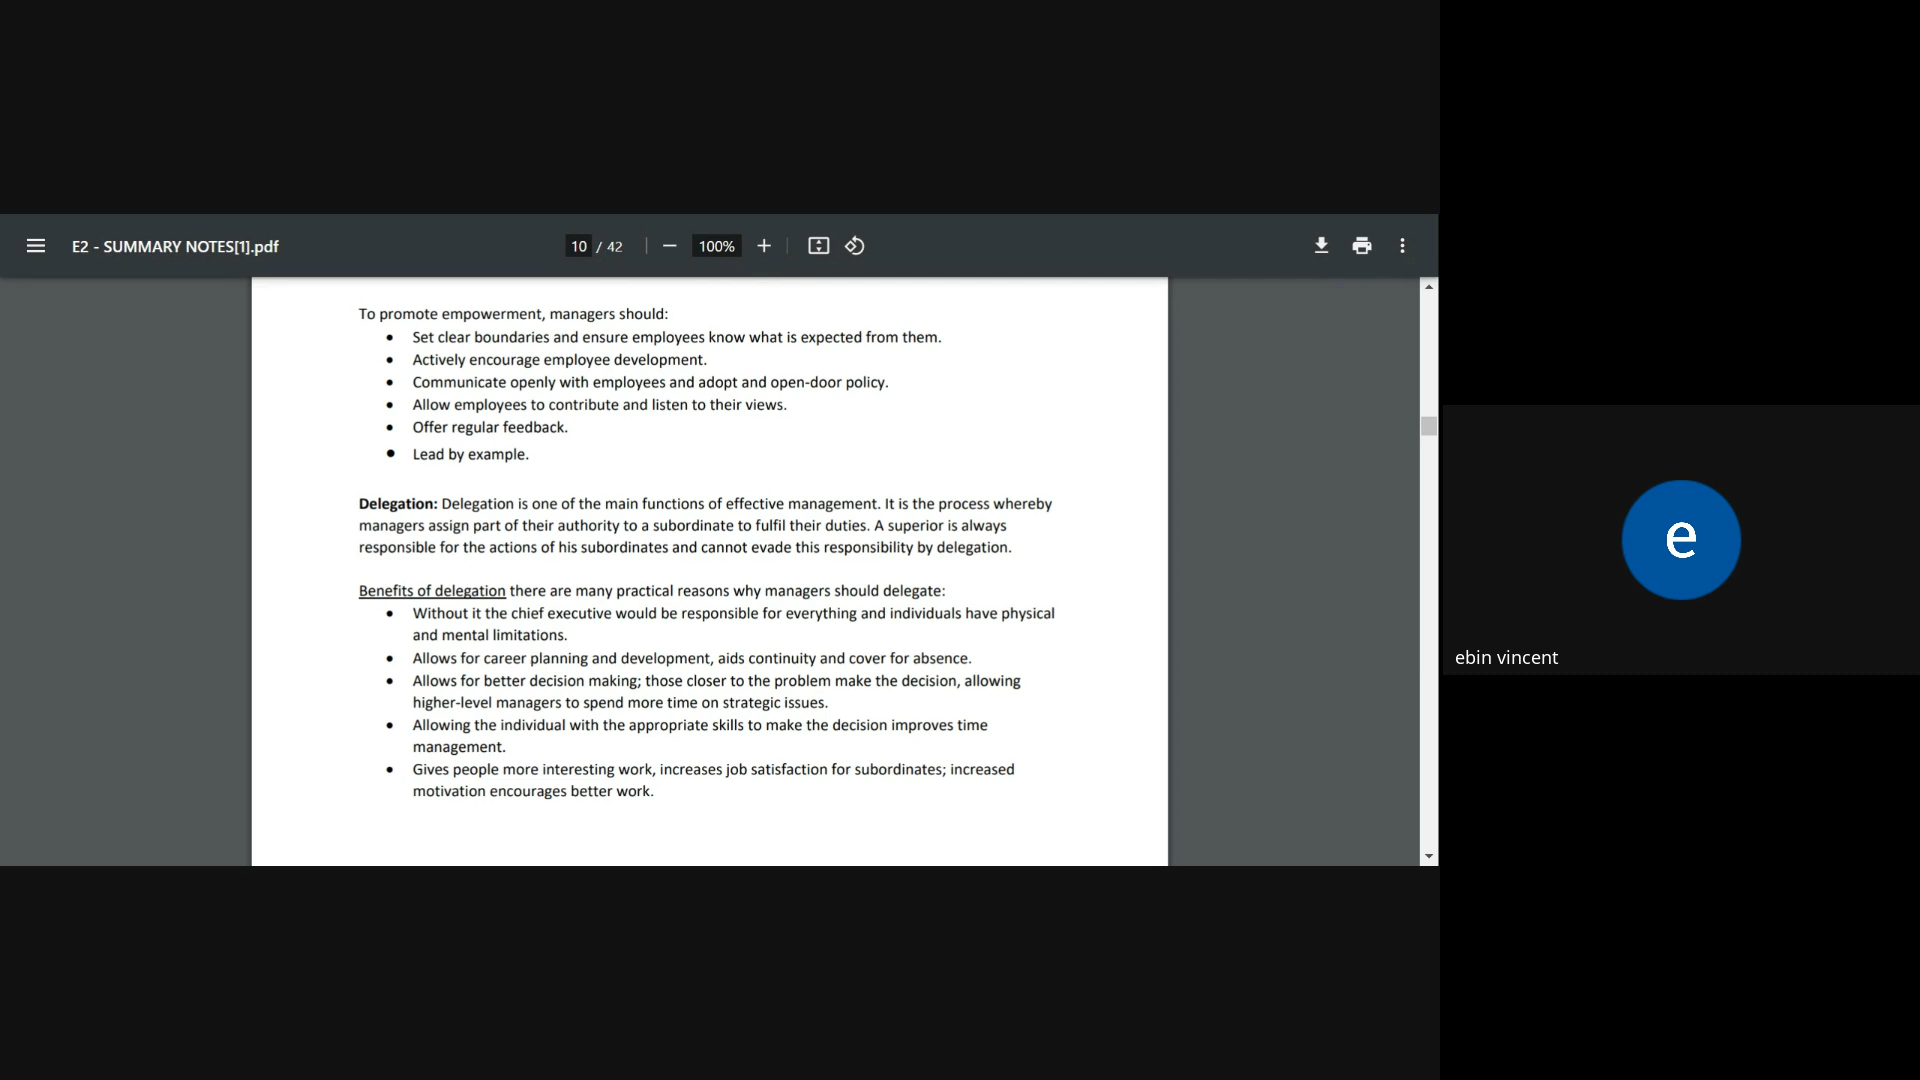 E2 - SUMMARY NOTES[1].pdf
10 / 42
100%
To promote empowerment, managers should:
• Set clear boundaries and ensure employees know what is expected from them.
• Actively encourage employee development.
• Communicate openly with employees and adopt and open-door policy.
• Allow employees to contribute and listen to their views.
• Offer regular feedback.
• Lead by example.
Delegation: Delegation is one of the main functions of effective management. It is the process whereby
managers assign part of their authority to a subordinate to fulfil their duties. A superior is always
responsible for the actions of his subordinates and cannot evade this responsibility by delegation.
Benefits of delegation there are many practical reasons why managers should delegate:
• Without it the chief executive would be responsible for everything and individuals have physical
and mental limitations.
• Allows for career planning and development, aids continuity and cover for absence.
• Allows for better decision making; those closer to the problem make the decision, allowing
higher-level managers to spend more time on strategic issues.
• Allowing the individual with the appropriate skills to make the decision improves time
management.
• Gives people more interesting work, increases job satisfaction for subordinates; increased
motivation encourages better work.
e
ebin vincent